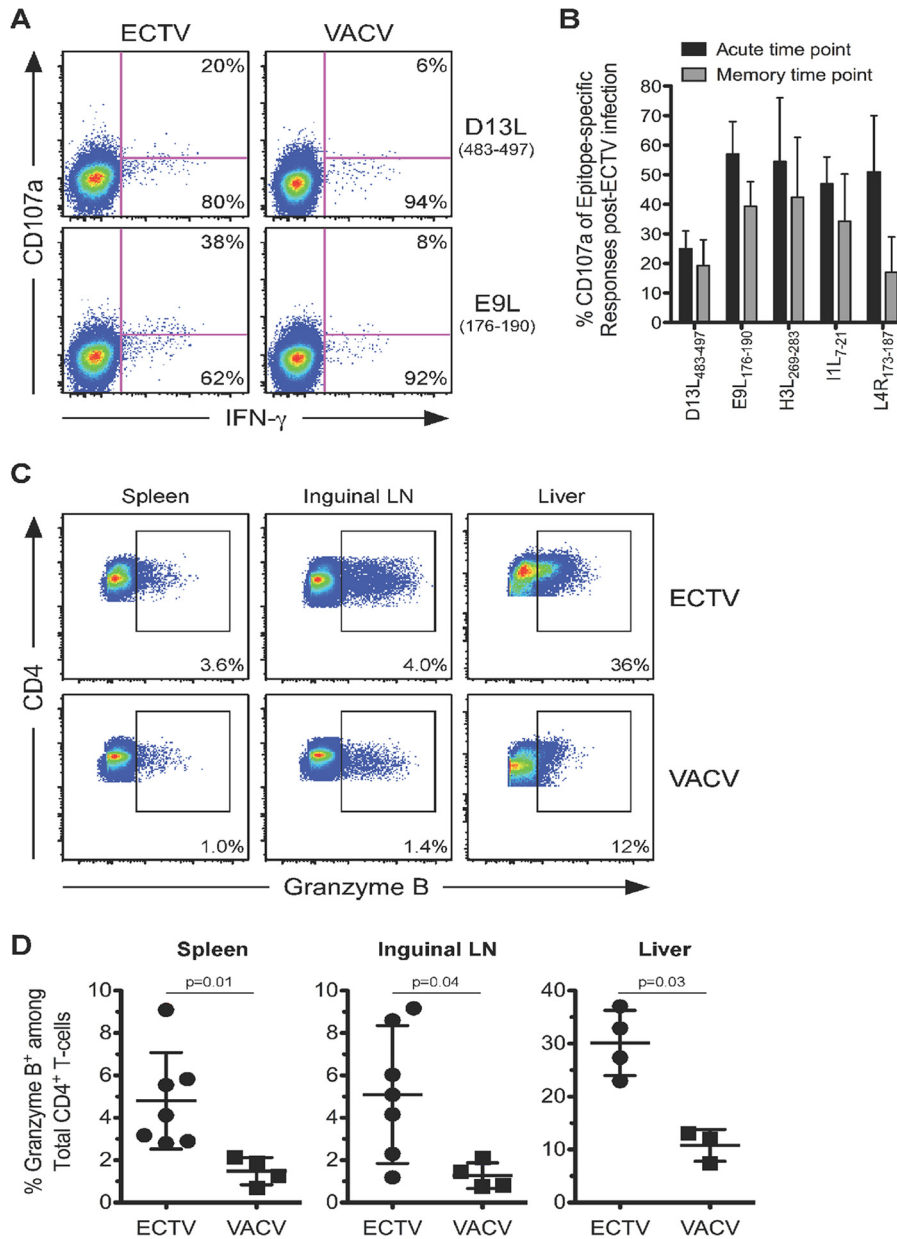 A
ECTV VACV
20% 6%
D13L
(483-497)
80% 94%
38% 8%
E9L
(176-190)
62% 92%
CD107a
IFN-γ
B
Acute time point
Memory time point
% CD107a of Epitope-specific
Responses post-ECTV infection
80
70
60
50
40
30
20
10
0
D13L483-497
E9L176-190
H3L269-283
I1L7-21
L4R173-187
C
Spleen Inguinal LN Liver
ECTV
3.6% 4.0% 36%
VACV
1.0% 1.4% 12%
CD4
Granzyme B
D
Spleen Inguinal LN Liver
p=0.01 p=0.04 p=0.03
% Granzyme B+ among
Total CD4+ T-cells
10 10 40
8 8
6 6 30
4 4 20
2 2 10
0 0 0
ECTV VACV ECTV VACV ECTV VACV